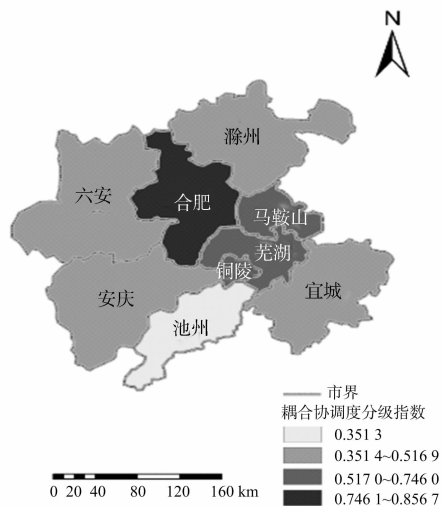 N
滁州
六安
合肥
马鞍山
芜湖
铜陵
安庆
宜城
池州
市界
耦合协调度分级指数
0.351 3
0.351 4~0.516 9
0.517 0~0.746 0
0.746 1~0.856 7
0 20 40 80 120 160 km